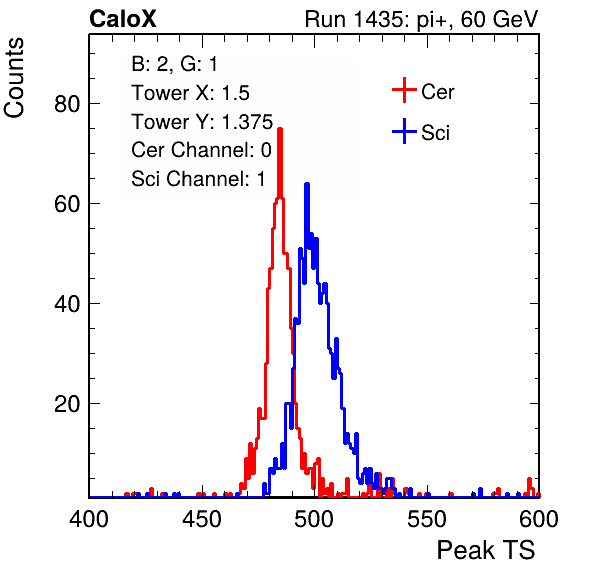 CaloX Run 1435: pi+, 60 GeV
Counts
B: 2, G: 1
Tower X: 1.5
Tower Y: 1.375
Cer Channel: 0
Sci Channel: 1
Cer
Sci
80
60
40
20
400 450 500 550 600
Peak TS